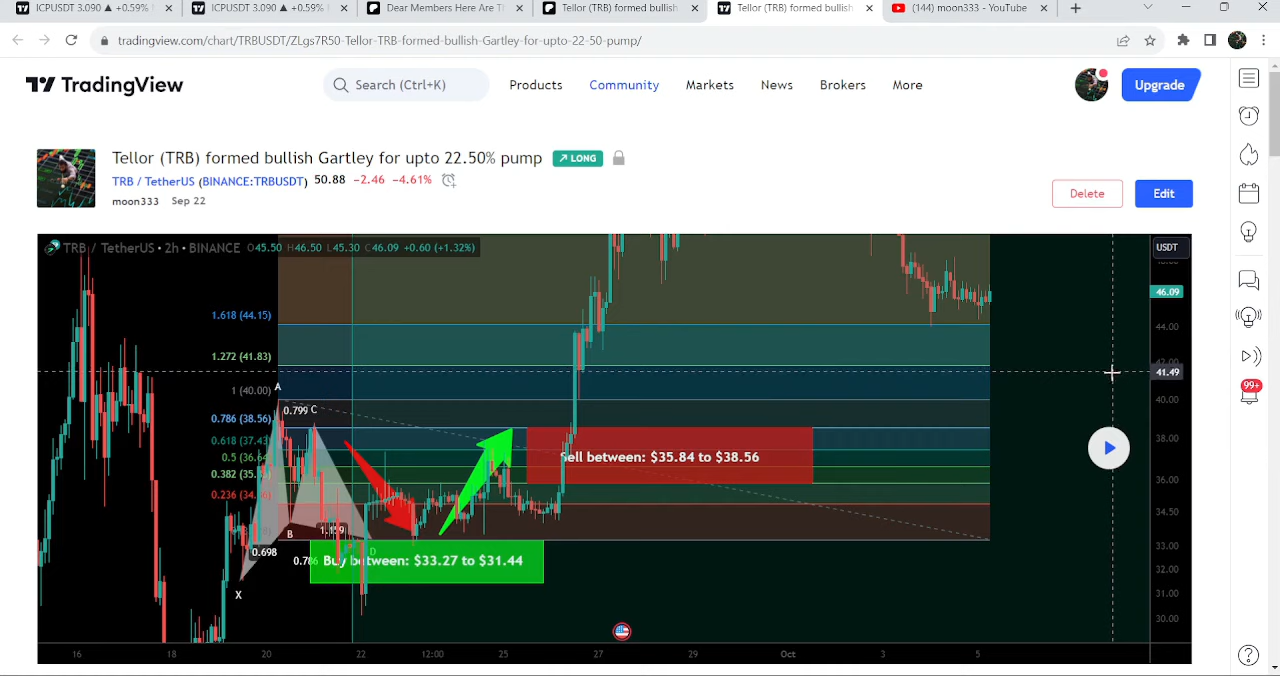 ICPUSDT 3.090 ▲ +0.59%
ICPUSDT 3.090 ▲ +0.59%
Dear Members Here Are Th
Tellor (TRB) formed bullish
Tellor (TRB) formed bullish
(144) moon333 - YouTube
tradingview.com/chart/TRBUSDT/ZLgs7R50-Tellor-TRB-formed-bullish-Gartley-for-upto-22-50-pump/
TradingView
Search (Ctrl+K)
Products
Community
Markets
News
Brokers
More
Upgrade
Tellor (TRB) formed bullish Gartley for upto 22.50% pump
LONG
TRB / TetherUS (BINANCE:TRBUSDT) 50.88 −2.46 −4.61%
moon333 Sep 22
Delete
Edit
99+
TRB / TetherUS • 2h • BINANCE O45.50 H46.50 L45.30 C46.09 +0.60 (+1.32%)
USDT
46.09
1.618 (44.15)
44.00
1.272 (41.83)
42.00
41.49
1 (40.00)
A
40.00
0.799 C
0.786 (38.56)
38.00
0.618 (37.43)
0.5 (36.64)
Sell between: $35.84 to $38.56
0.382
36.00
0.236
34.50
B
1.159
33.00
0.698
D
Buy between: $33.27 to $31.44
32.00
X
31.00
30.00
16
18
20
22
12:00
25
27
29
Oct
3
5